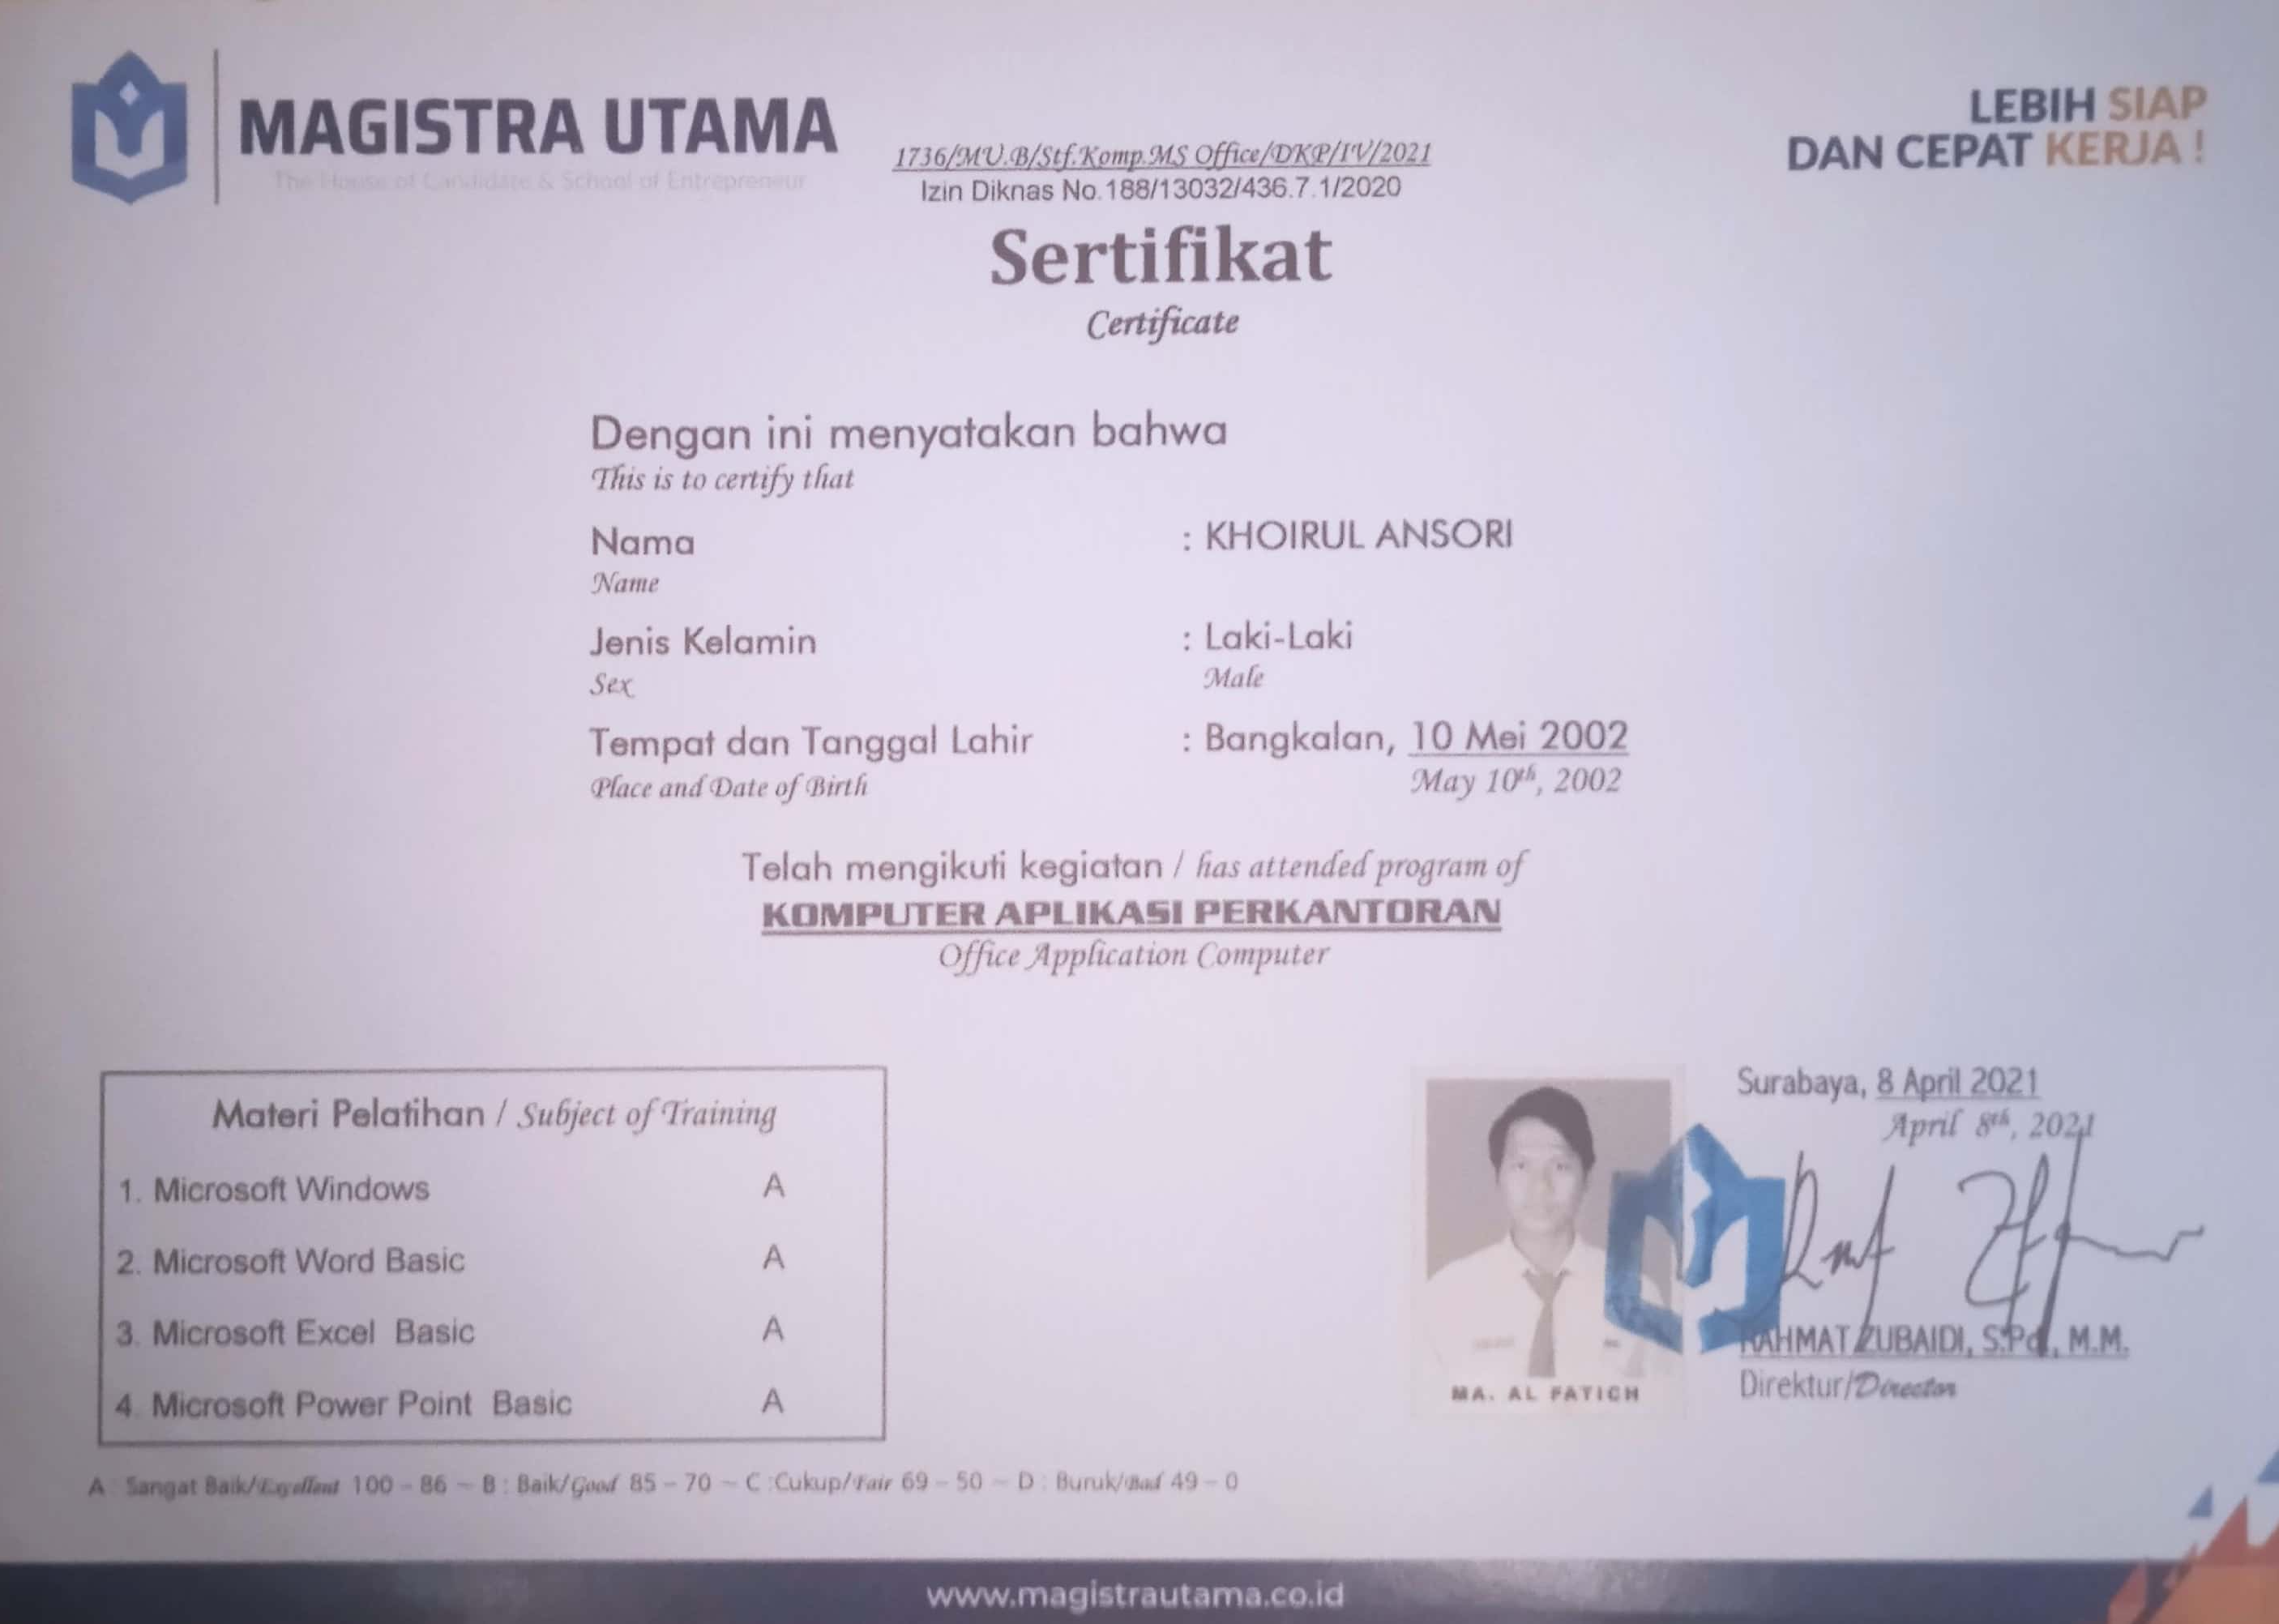 MAGISTRA UTAMA
The House of Candidate & School of Entrepreneur
LEBIH SIAP
DAN CEPAT KERJA !
1736/MU.B/Stf.Komp.MS Office/DKP/IV/2021
Izin Diknas No.188/13032/436.7.1/2020
Sertifikat
Certificate
Dengan ini menyatakan bahwa
This is to certify that
Nama : KHOIRUL ANSORI
Name
Jenis Kelamin : Laki-Laki
Sex Male
Tempat dan Tanggal Lahir : Bangkalan, 10 Mei 2002
Place and Date of Birth May 10th, 2002
Telah mengikuti kegiatan / has attended program of
KOMPUTER APLIKASI PERKANTORAN
Office Application Computer
Materi Pelatihan / Subject of Training
1. Microsoft Windows A
2. Microsoft Word Basic A
3. Microsoft Excel Basic A
4. Microsoft Power Point Basic A
A : Sangat Baik/Excellent 100 - 86 - B : Baik/Good 85 - 70 - C :Cukup/Fair 69 - 50 - D : Buruk/Bad 49 - 0
MA. AL FATICH
Surabaya, 8 April 2021
April 8th, 2021
RAHMAT ZUBAIDI, S.Pd., M.M.
Direktur/Director
www.magistrautama.co.id